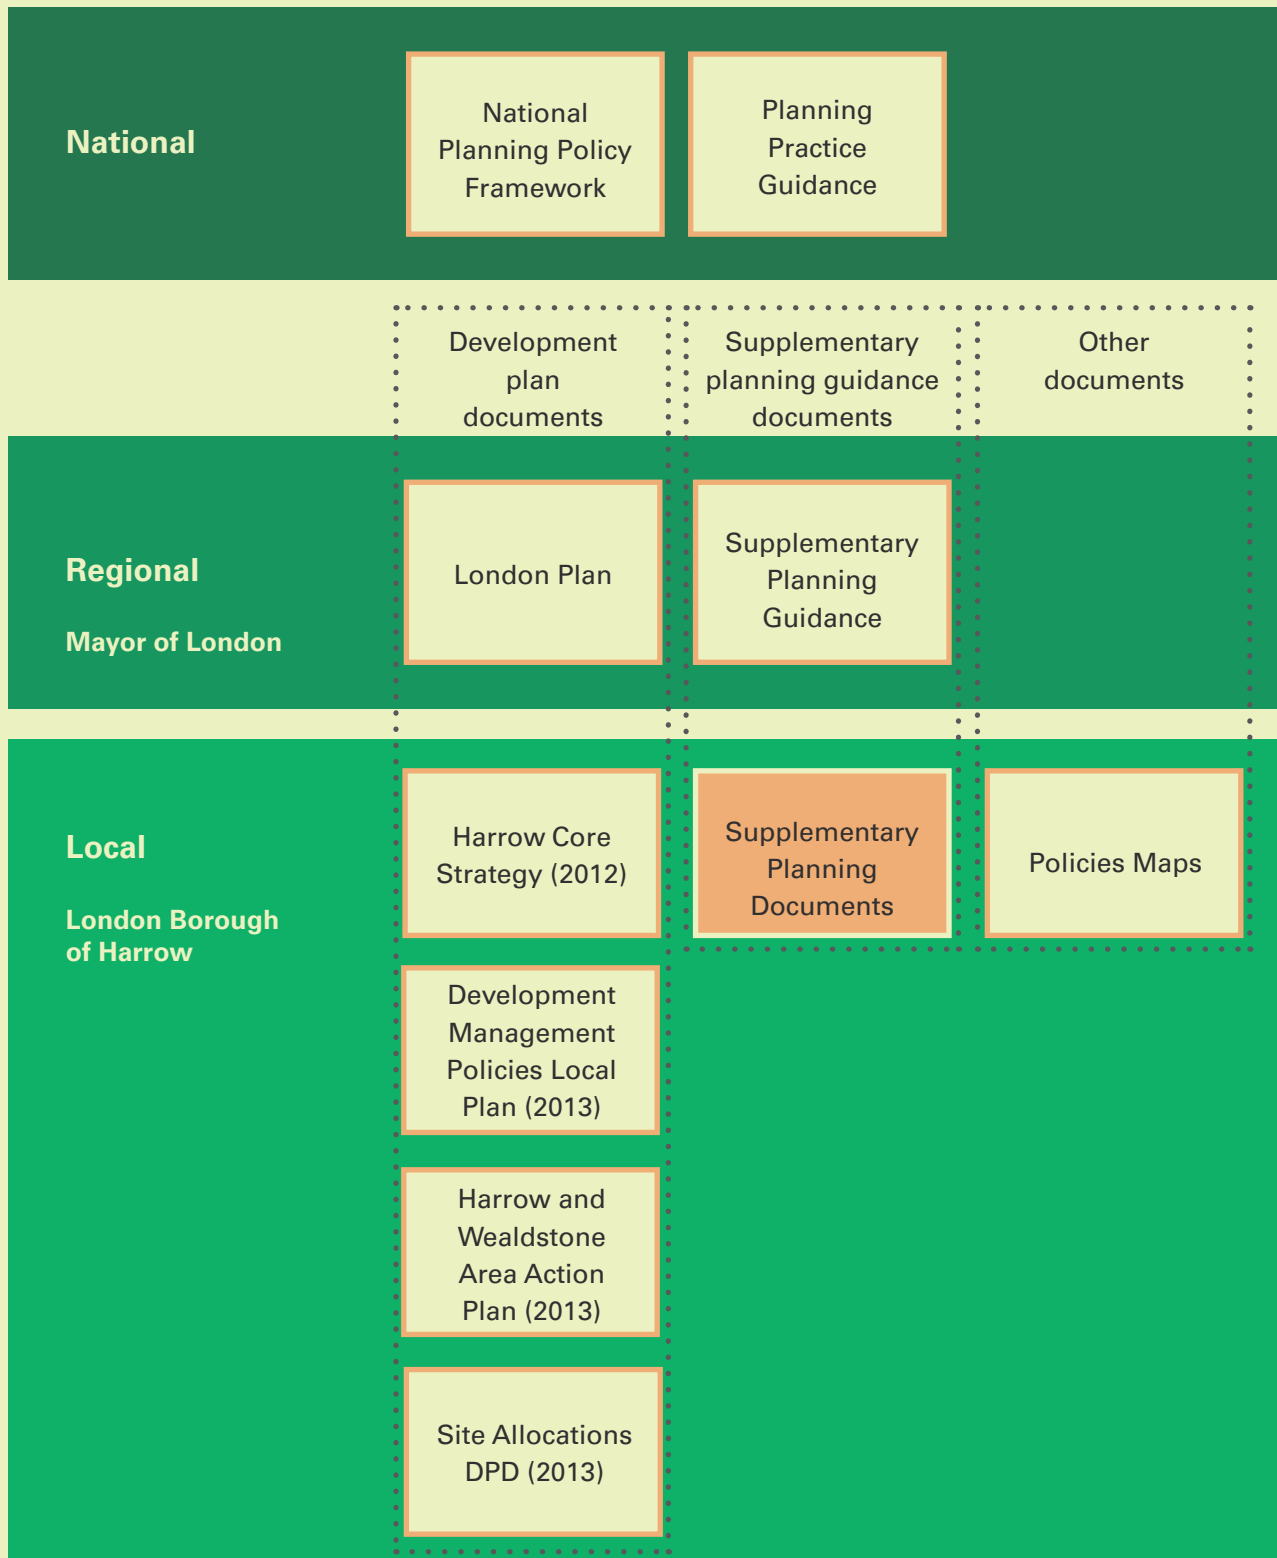 National
National
Planning Policy
Framework
Planning
Practice
Guidance
Development
plan
documents
Supplementary
planning guidance
documents
Other
documents
Regional
Mayor of London
London Plan
Supplementary
Planning
Guidance
Local
London Borough
of Harrow
Harrow Core
Strategy (2012)
Supplementary
Planning
Documents
Policies Maps
Development
Management
Policies Local
Plan (2013)
Harrow and
Wealdstone
Area Action
Plan (2013)
Site Allocations
DPD (2013)